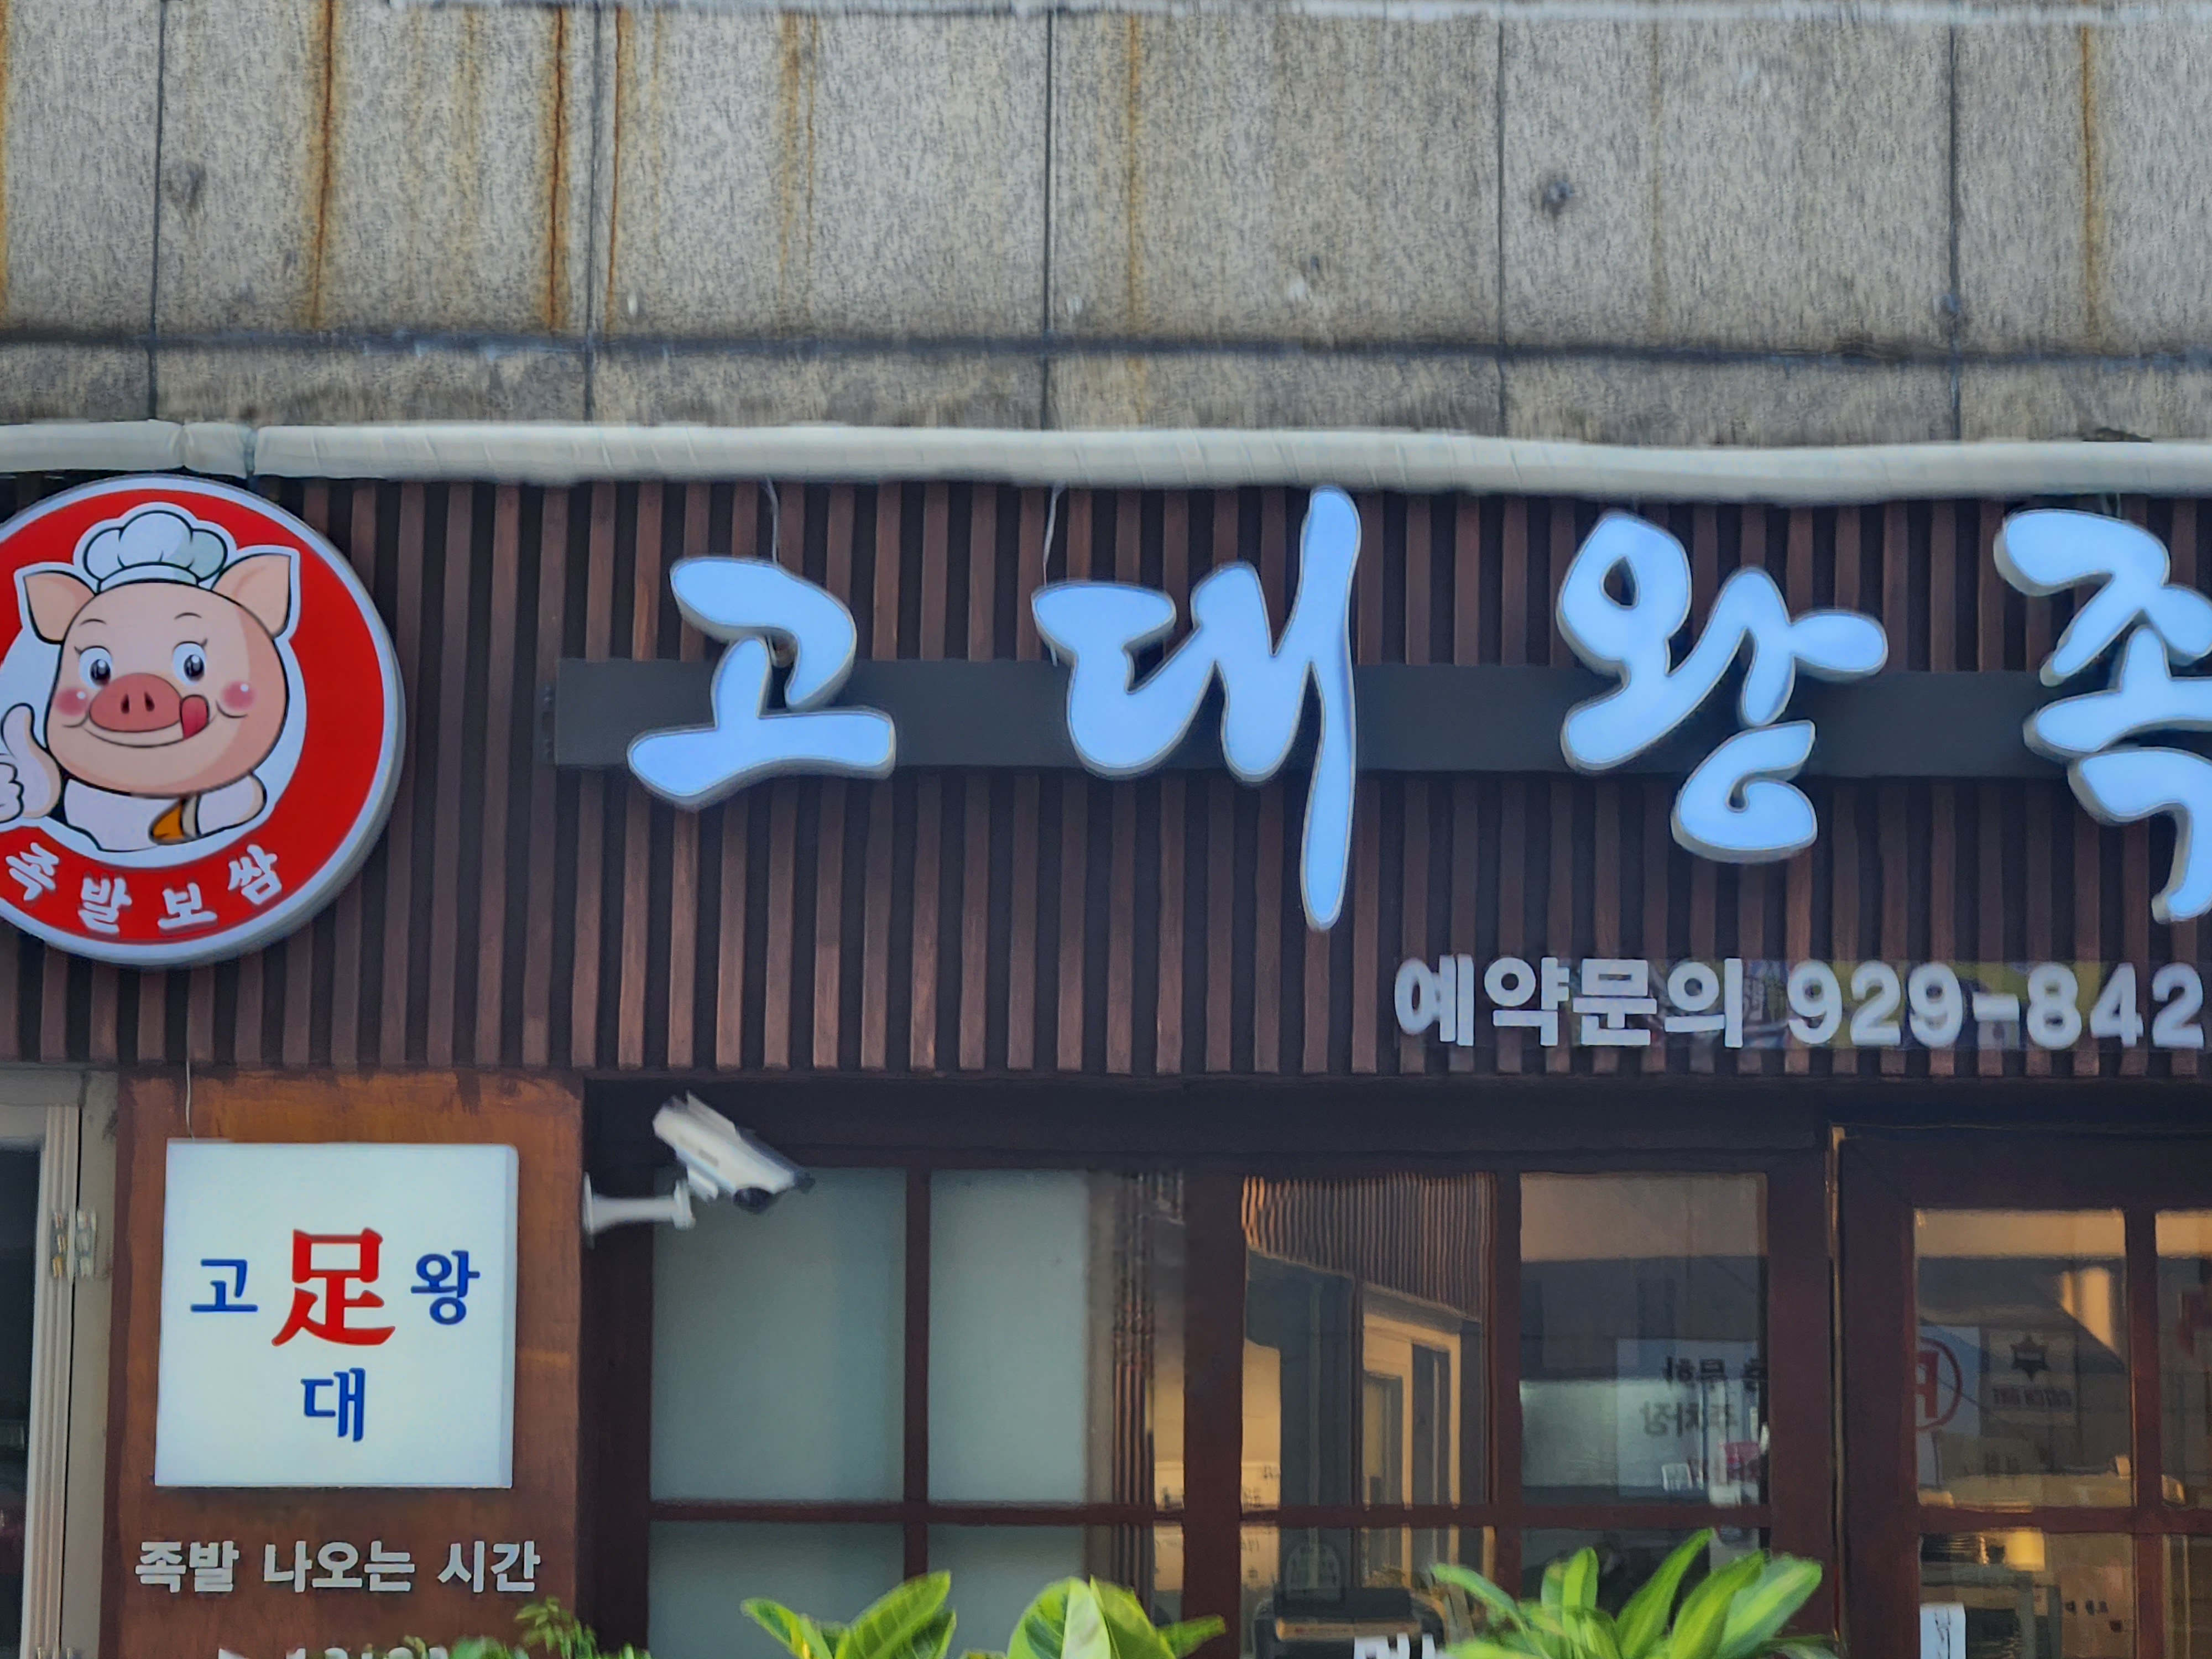 고대왕족
족발보쌈
예약문의 929-842
고足왕
대
족발 나오는 시간